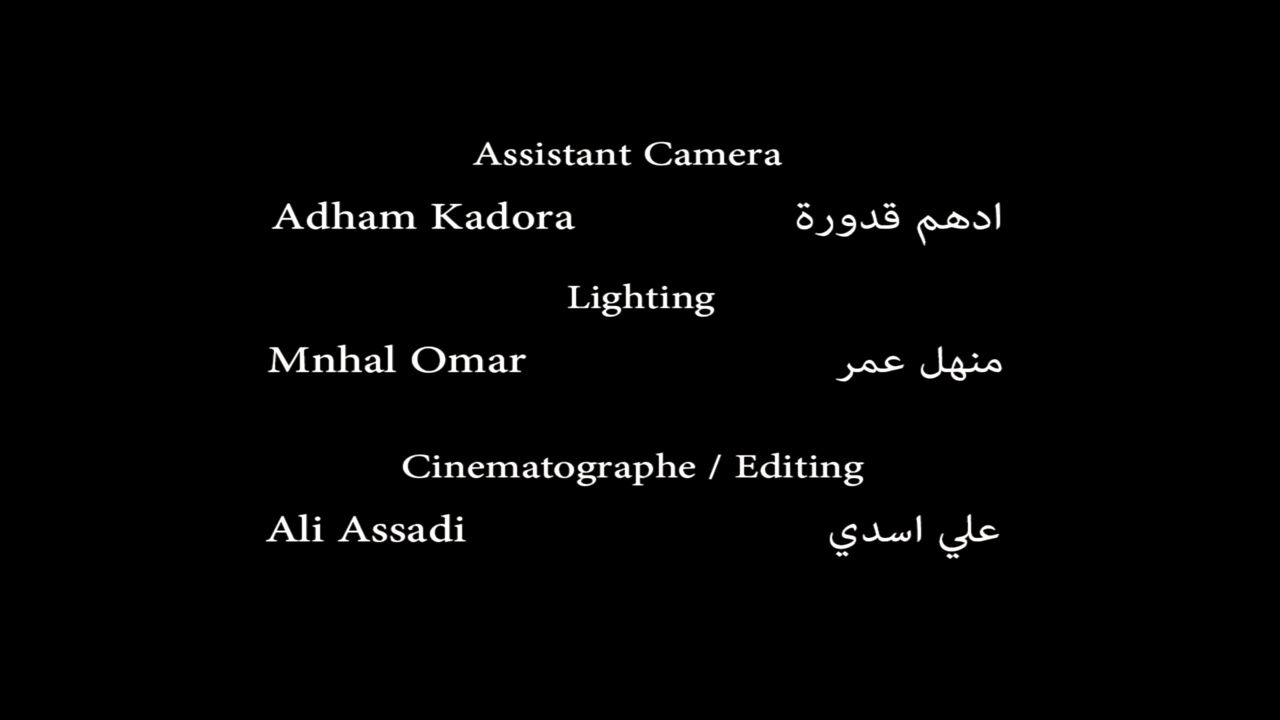 Assistant Camera
Adham Kadora ادهم قدورة
Lighting
Mnhal Omar منهل عمر
Cinematographe / Editing
Ali Assadi علي اسدي